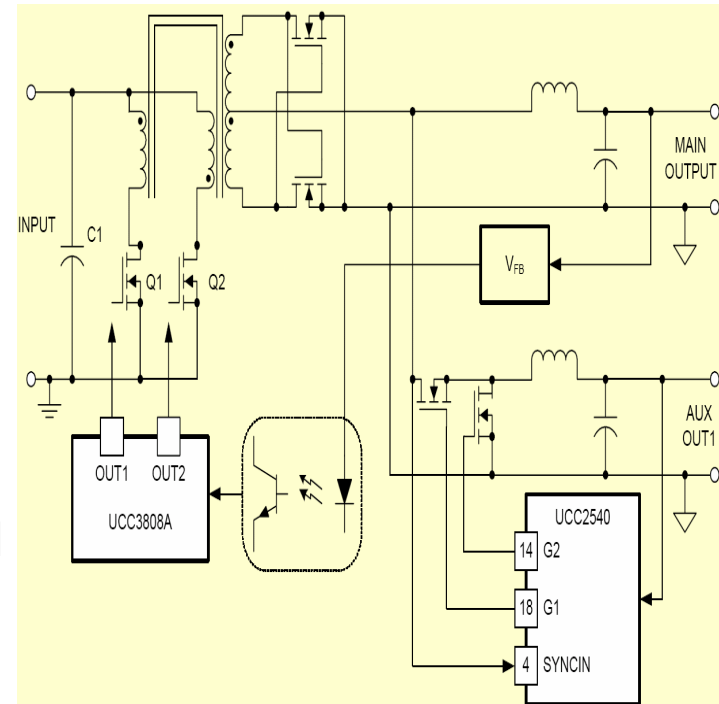 MAIN
OUTPUT
INPUT
C1
Q1
Q2
VFB
OUT1
OUT2
UCC3808A
AUX
OUT1
UCC2540
14 G2
18 G1
4 SYNCIN